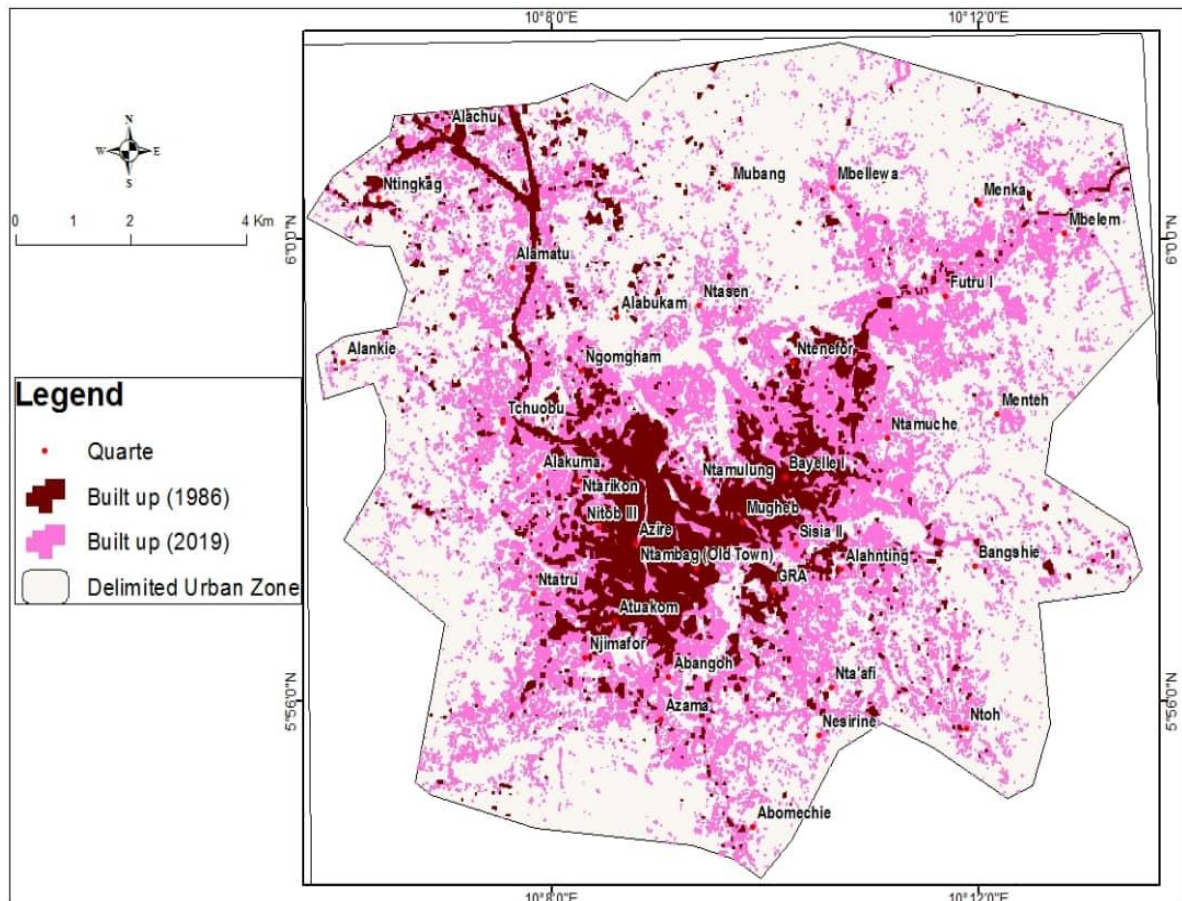 10°8'0"E
10°12'0"E
N
W
E
S
0 1 2 4 Km
6°0'0"N
6°0'0"N
5°56'0"N
5°56'0"N
Alachu
Ntingkag
Mubang
Mbellewa
Menka
Mbelem
Alamatu
Futru I
Alabukam
Ntasen
Alankie
Ngomgham
Ntenefor
Menteh
Tchuobu
Ntamuche
Alakuma
Ntamulung
Bayelle I
Ntarikon
Nitob III
Mugheb
Azire
Sisia II
Ntambag (Old Town)
Alahnting
Bangshie
Ntatru
GRA
Atuakom
Njimafor
Abangoh
Nta'afi
Azama
Nesirine
Ntoh
Abomechie
Legend
Quarte
Built up (1986)
Built up (2019)
Delimited Urban Zone
10°8'0"E
10°12'0"E